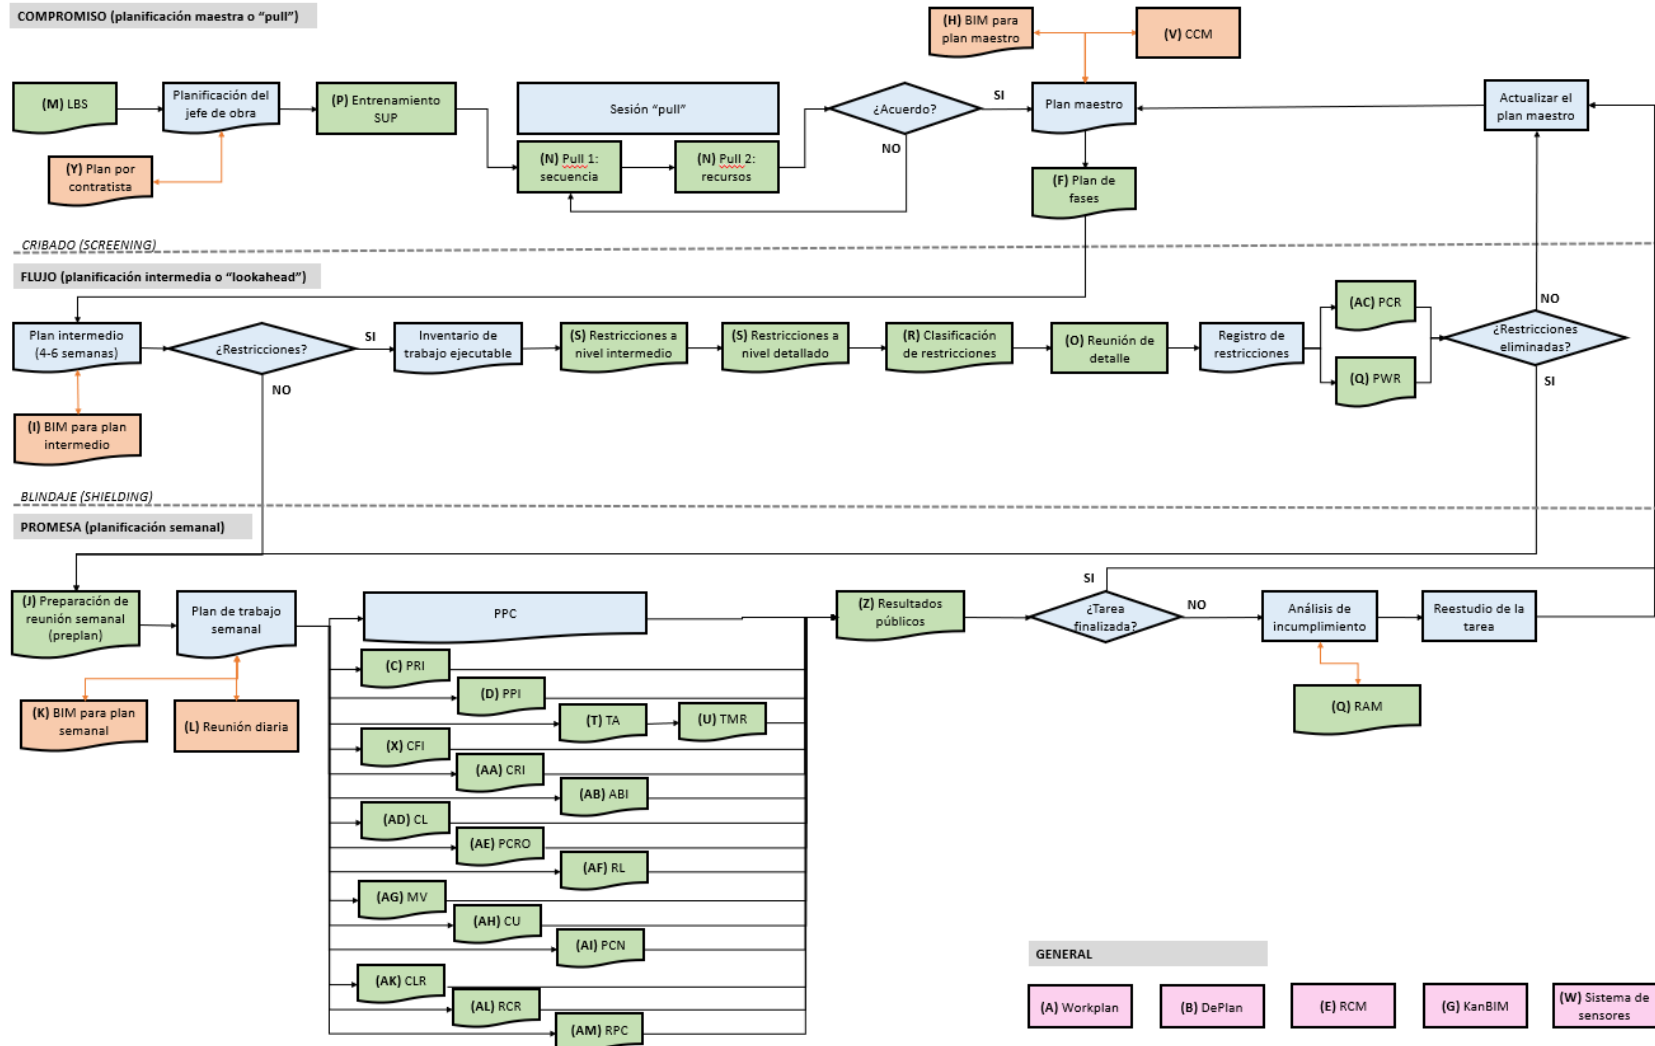 COMPROMISO (planificación maestra o “pull”)
(H) BIM para
plan maestro
(V) CCM
(M) LBS
Planificación del
jefe de obra
(P) Entrenamiento
SUP
Sesión “pull”
¿Acuerdo?
SI
NO
Plan maestro
Actualizar el
plan maestro
(Y) Plan por
contratista
(N) Pull 1:
secuencia
(N) Pull 2:
recursos
(F) Plan de
fases
CRIBADO (SCREENING)
FLUJO (planificación intermedia o “lookahead”)
Plan intermedio
(4-6 semanas)
¿Restricciones?
SI
NO
Inventario de
trabajo ejecutable
(S) Restricciones a
nivel intermedio
(S) Restricciones a
nivel detallado
(R) Clasificación
de restricciones
(O) Reunión de
detalle
Registro de
restricciones
(AC) PCR
(Q) PWR
¿Restricciones
eliminadas?
NO
SI
(I) BIM para plan
intermedio
BLINDAJE (SHIELDING)
PROMESA (planificación semanal)
(J) Preparación de
reunión semanal
(preplan)
Plan de trabajo
semanal
PPC
(Z) Resultados
públicos
SI
¿Tarea
finalizada?
NO
Análisis de
incumplimiento
Reestudio de la
tarea
(K) BIM para plan
semanal
(L) Reunión diaria
(C) PRI
(D) PPI
(T) TA
(U) TMR
(Q) RAM
(X) CFI
(AA) CRI
(AB) ABI
(AD) CL
(AE) PCRO
(AF) RL
(AG) MV
(AH) CU
(AI) PCN
(AK) CLR
(AL) RCR
(AM) RPC
GENERAL
(A) Workplan
(B) DePlan
(E) RCM
(G) KanBIM
(W) Sistema de
sensores